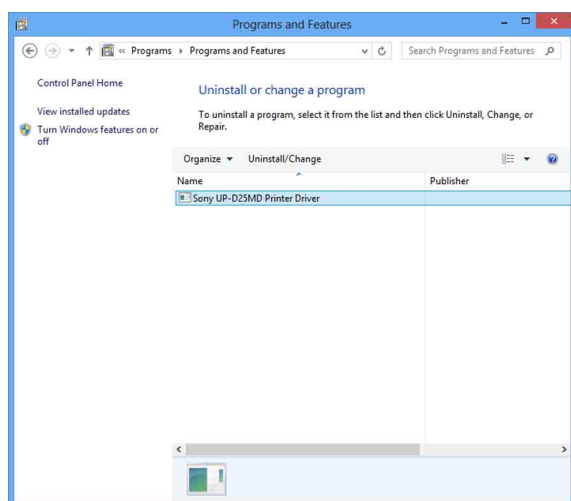 Programs and Features
« Programs ▸ Programs and Features
Search Programs and Features
Control Panel Home
View installed updates
Turn Windows features on or
off
Uninstall or change a program
To uninstall a program, select it from the list and then click Uninstall, Change, or
Repair.
Organize Uninstall/Change
Name Publisher
Sony UP-D25MD Printer Driver